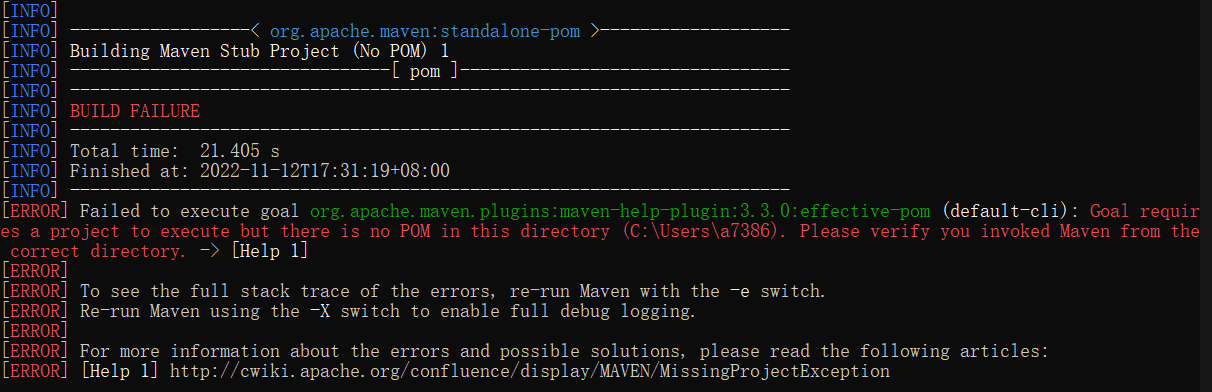 [INFO]
[INFO] ------------------< org.apache.maven:standalone-pom >-------------------
[INFO] Building Maven Stub Project (No POM) 1
[INFO] --------------------------------[ pom ]---------------------------------
[INFO] ------------------------------------------------------------------------
[INFO] BUILD FAILURE
[INFO] ------------------------------------------------------------------------
[INFO] Total time:  21.405 s
[INFO] Finished at: 2022-11-12T17:31:19+08:00
[INFO] ------------------------------------------------------------------------
[ERROR] Failed to execute goal org.apache.maven.plugins:maven-help-plugin:3.3.0:effective-pom (default-cli): Goal requir
es a project to execute but there is no POM in this directory (C:\Users\a7386). Please verify you invoked Maven from the
 correct directory. -> [Help 1]
[ERROR]
[ERROR] To see the full stack trace of the errors, re-run Maven with the -e switch.
[ERROR] Re-run Maven using the -X switch to enable full debug logging.
[ERROR]
[ERROR] For more information about the errors and possible solutions, please read the following articles:
[ERROR] [Help 1] http://cwiki.apache.org/confluence/display/MAVEN/MissingProjectException